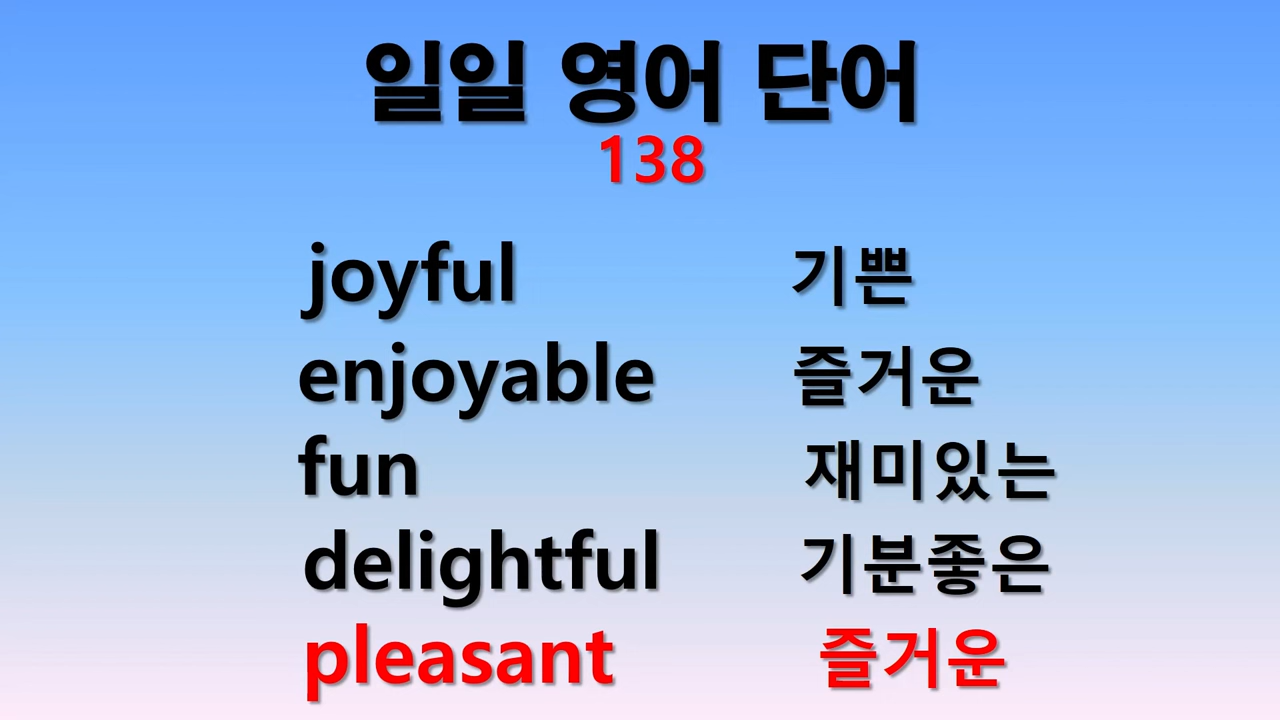 일일 영어 단어
138
joyful 기쁜
enjoyable 즐거운
fun 재미있는
delightful 기분좋은
pleasant 즐거운